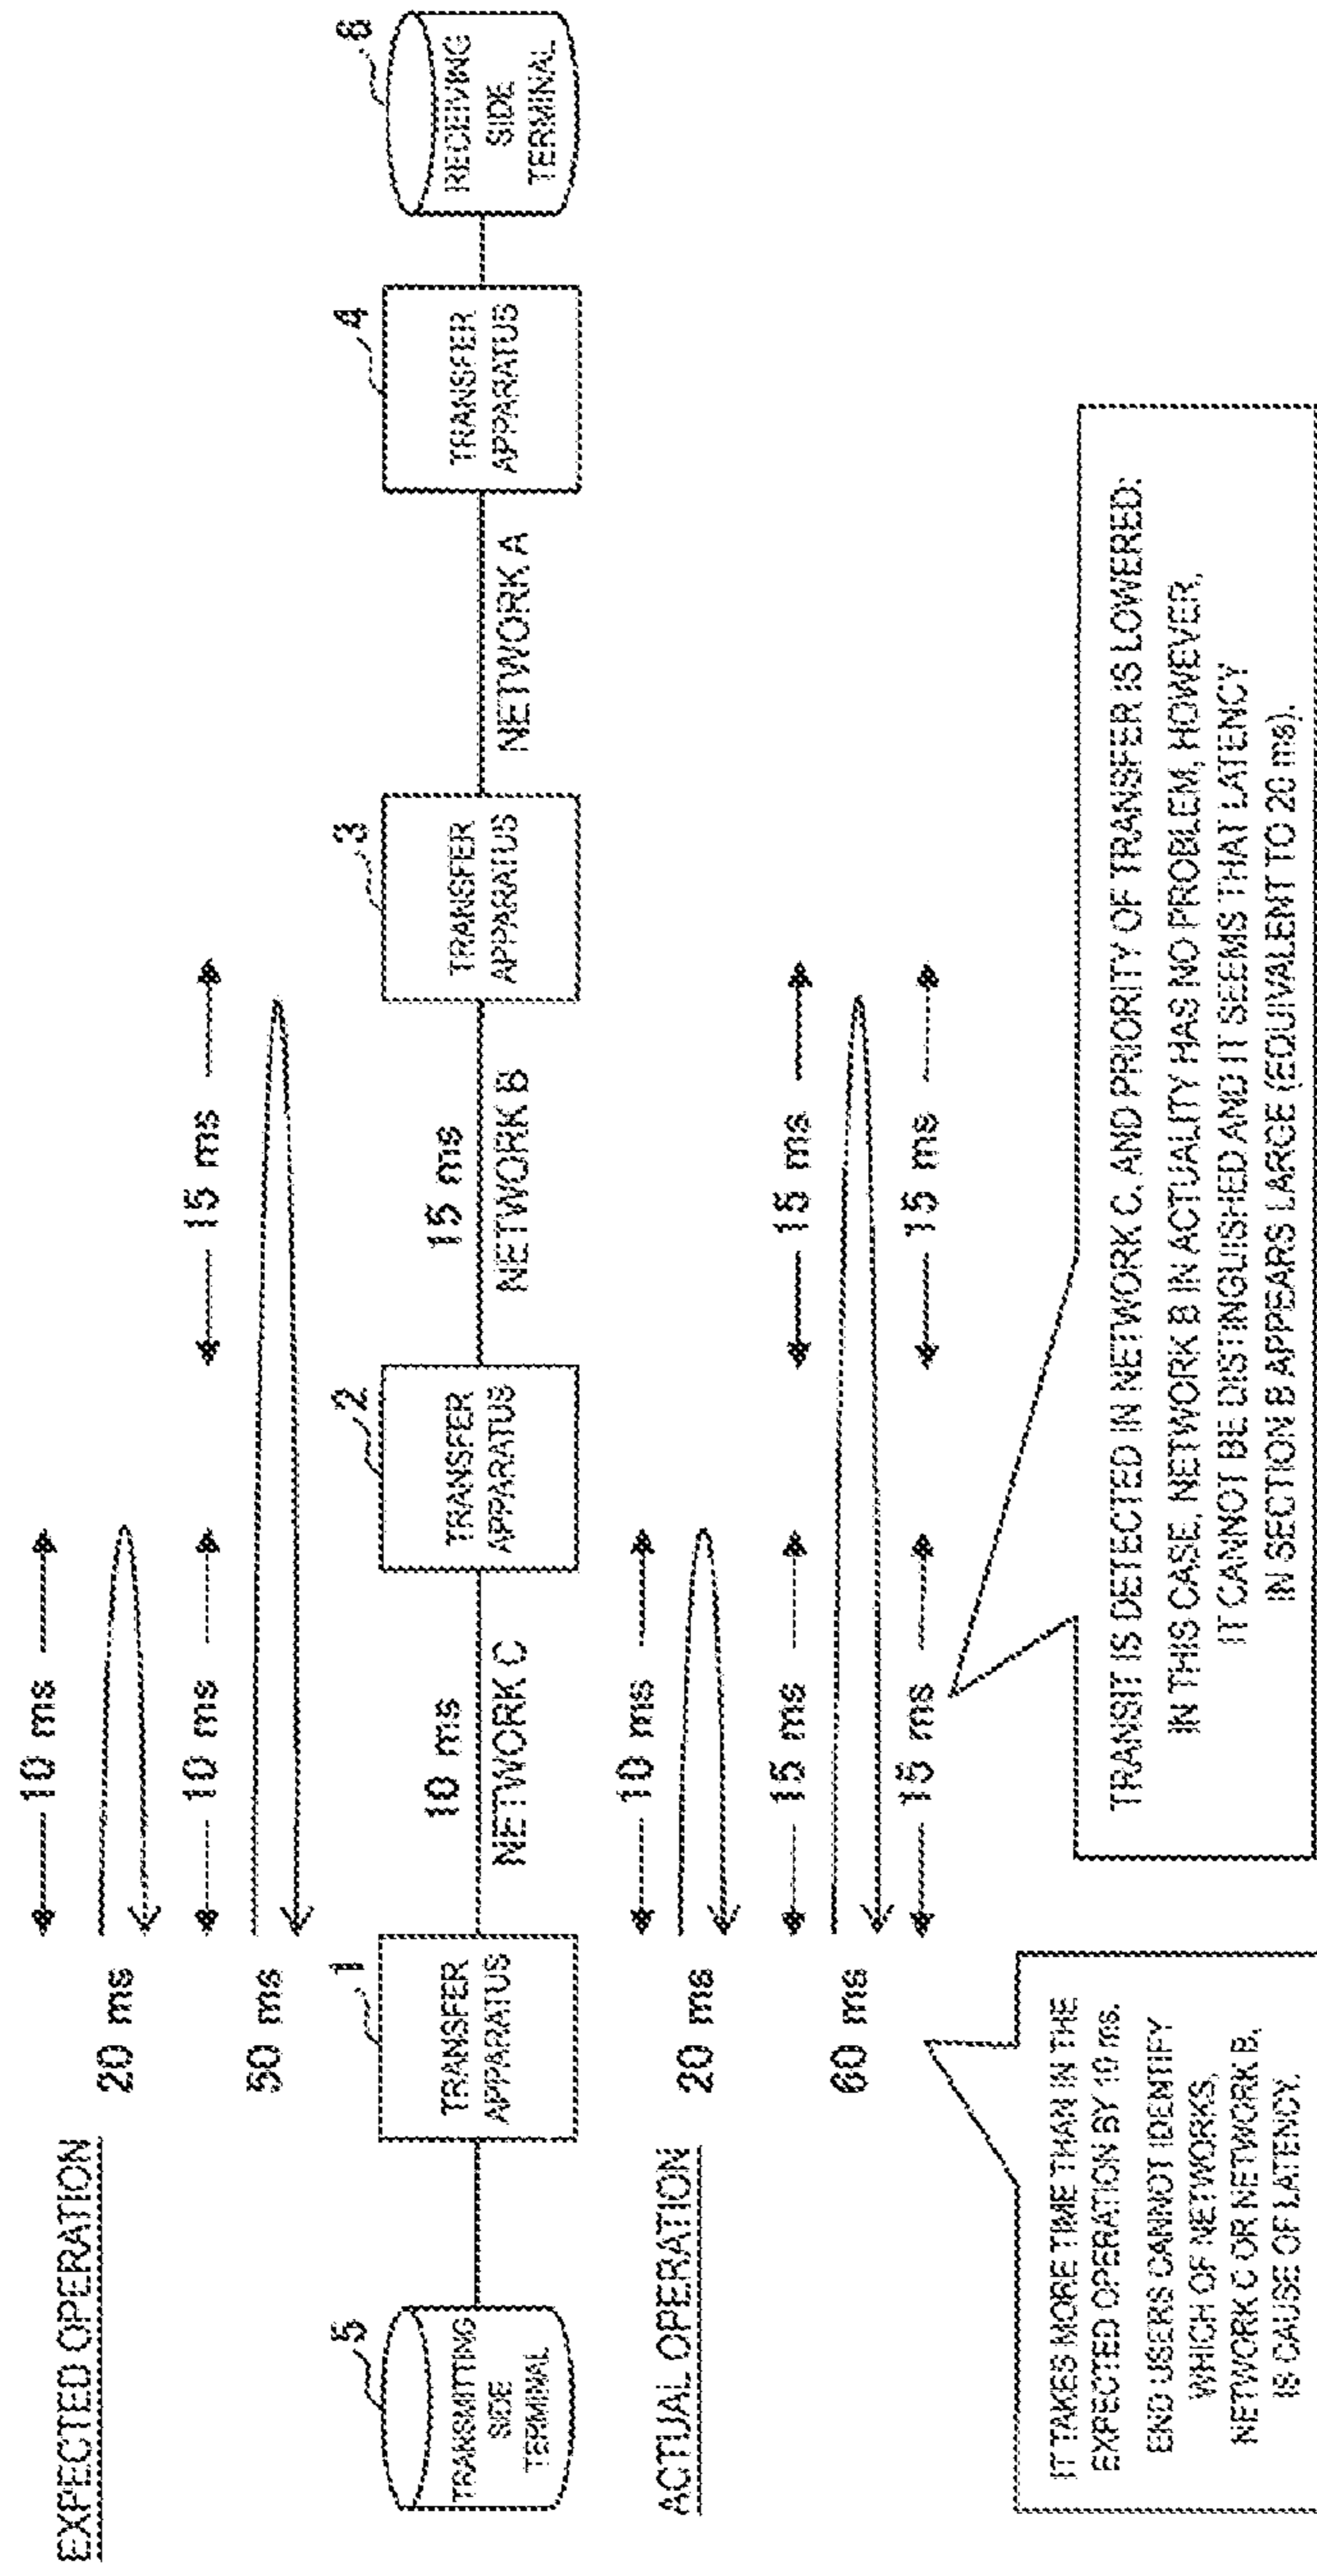 EXPECTED OPERATION
10 ms
20 ms
10 ms
15 ms
50 ms
5
1
2
3
4
6
TRANSMITTING
SIDE
TERMINAL
TRANSFER
APPARATUS
10 ms
NETWORK C
TRANSFER
APPARATUS
15 ms
NETWORK B
TRANSFER
APPARATUS
NETWORK A
TRANSFER
APPARATUS
RECEIVING
SIDE
TERMINAL
ACTUAL OPERATION
10 ms
20 ms
15 ms
15 ms
60 ms
15 ms
15 ms
IT TAKES MORE TIME THAN IN THE
EXPECTED OPERATION BY 10 ms.
END USERS CANNOT IDENTIFY
WHICH OF NETWORKS,
NETWORK C OR NETWORK B,
IS CAUSE OF LATENCY.
TRANSIT IS DETECTED IN NETWORK C, AND PRIORITY OF TRANSFER IS LOWERED:
IN THIS CASE, NETWORK B IN ACTUALITY HAS NO PROBLEM, HOWEVER,
IT CANNOT BE DISTINGUISHED AND IT SEEMS THAT LATENCY
IN SECTION B APPEARS LARGE (EQUIVALENT TO 20 ms).